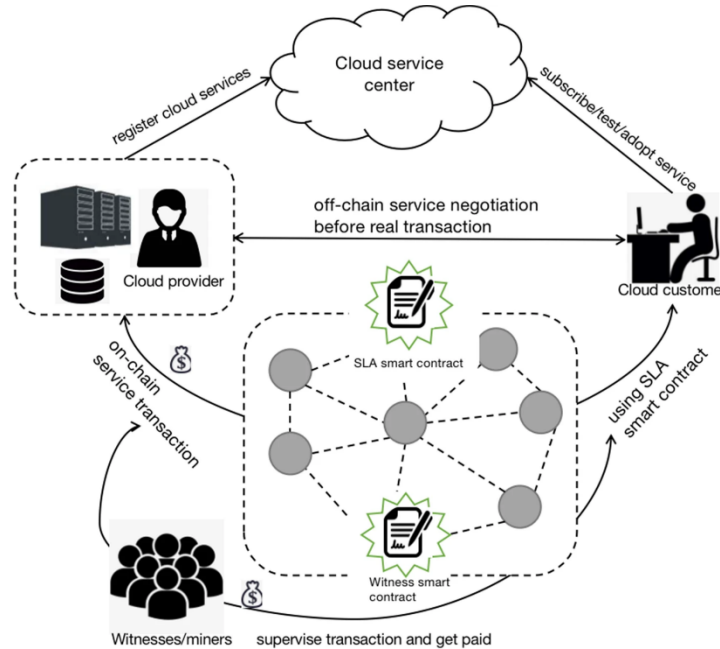 Cloud service
center
register cloud services
subscribe/test/adopt service
off-chain service negotiation
before real transaction
Cloud provider
Cloud custome
SLA smart contract
on-chain
service transaction
$
using SLA
smart contract
Witness smart
contract
$
Witnesses/miners
supervise transaction and get paid